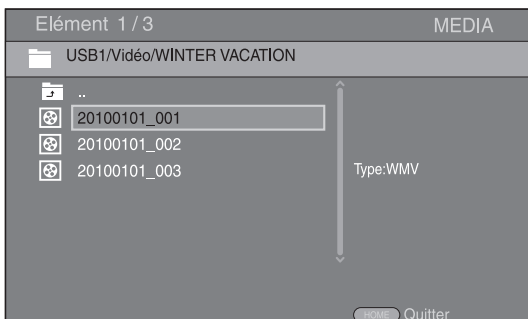 Elément 1 / 3 MEDIA
USB1/Vidéo/WINTER VACATION
..
20100101_001
20100101_002
20100101_003
Type:WMV
HOME Quitter